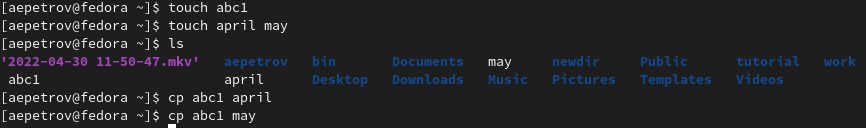 [aepetrov@fedora ~]$ touch abc1
[aepetrov@fedora ~]$ touch april may
[aepetrov@fedora ~]$ ls
'2022-04-30 11-50-47.mkv'   aepetrov   bin       Documents   may     newdir     Public      tutorial   work
 abc1                       april      Desktop   Downloads   Music   Pictures   Templates   Videos
[aepetrov@fedora ~]$ cp abc1 april
[aepetrov@fedora ~]$ cp abc1 may